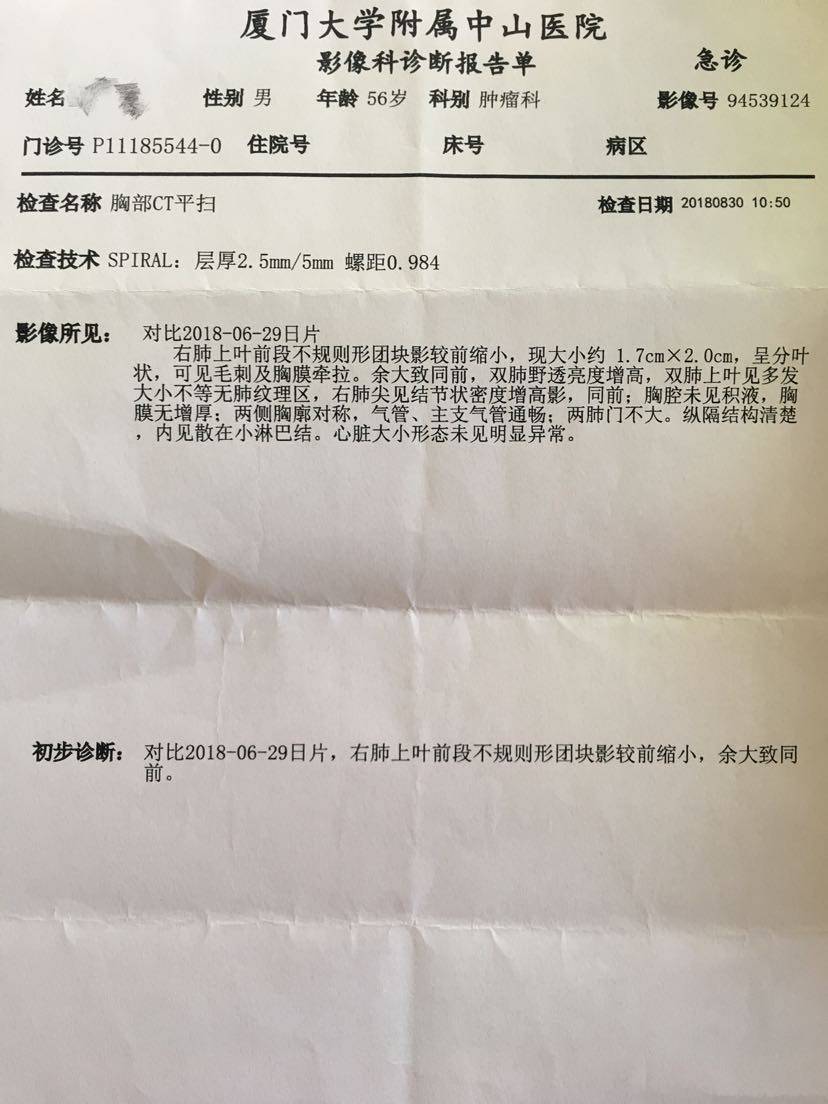 厦门大学附属中山医院
影像科诊断报告单 急诊
姓名 性别 男 年龄 56岁 科别 肿瘤科 影像号 94539124
门诊号 P11185544-0 住院号 床号 病区
检查名称 胸部CT平扫 检查日期 20180830 10:50
检查技术 SPIRAL: 层厚2.5mm/5mm 螺距0.984
影像所见: 对比2018-06-29日片
右肺上叶前段不规则形团块影较前缩小,现大小约 1.7cm×2.0cm,呈分叶
状,可见毛刺及胸膜牵拉。余大致同前,双肺野透亮度增高,双肺上叶见多发
大小不等无肺纹理区,右肺尖见结节状密度增高影,同前;胸腔未见积液,胸
膜无增厚;两侧胸廓对称,气管、主支气管通畅;两肺门不大。纵隔结构清楚
,内见散在小淋巴结。心脏大小形态未见明显异常。
初步诊断: 对比2018-06-29日片,右肺上叶前段不规则形团块影较前缩小,余大致同
前。